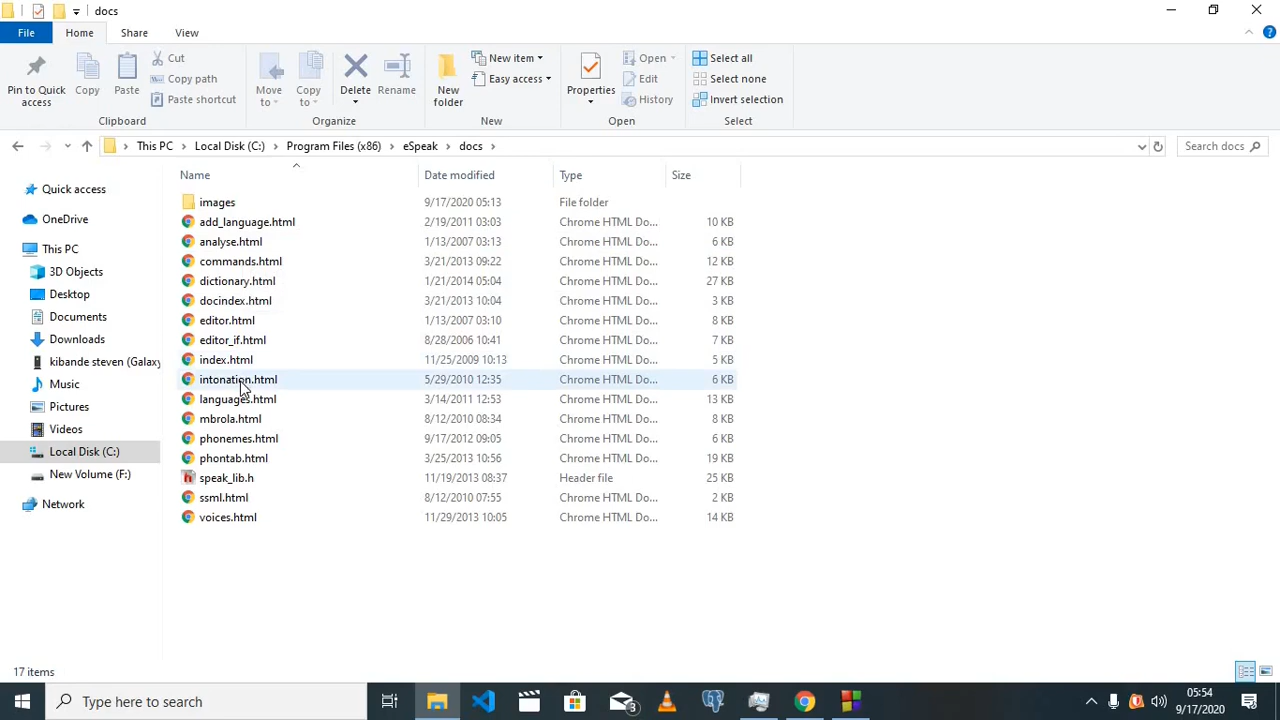 docs
File Home Share View
Pin to Quick access
Copy
Paste
Cut
Copy path
Paste shortcut
Clipboard
Move to
Copy to
Delete
Rename
Organize
New folder
New item
Easy access
New
Properties
Open
Edit
History
Open
Select all
Select none
Invert selection
Select
This PC Local Disk (C:) Program Files (x86) eSpeak docs
Search docs
Quick access
OneDrive
This PC
3D Objects
Desktop
Documents
Downloads
kibande steven (Galaxy
Music
Pictures
Videos
Local Disk (C:)
New Volume (F:)
Network
Name Date modified Type Size
images 9/17/2020 05:13 File folder
add_language.html 2/19/2011 03:03 Chrome HTML Do... 10 KB
analyse.html 1/13/2007 03:13 Chrome HTML Do... 6 KB
commands.html 3/21/2013 09:22 Chrome HTML Do... 12 KB
dictionary.html 1/21/2014 05:04 Chrome HTML Do... 27 KB
docindex.html 3/21/2013 10:04 Chrome HTML Do... 3 KB
editor.html 1/13/2007 03:10 Chrome HTML Do... 8 KB
editor_if.html 8/28/2006 10:41 Chrome HTML Do... 7 KB
index.html 11/25/2009 10:13 Chrome HTML Do... 5 KB
intonation.html 5/29/2010 12:35 Chrome HTML Do... 6 KB
languages.html 3/14/2011 12:53 Chrome HTML Do... 13 KB
mbrola.html 8/12/2010 08:34 Chrome HTML Do... 8 KB
phonemes.html 9/17/2012 09:05 Chrome HTML Do... 6 KB
phontab.html 3/25/2013 10:56 Chrome HTML Do... 19 KB
speak_lib.h 11/19/2013 08:37 Header file 25 KB
ssml.html 8/12/2010 07:55 Chrome HTML Do... 2 KB
voices.html 11/29/2013 10:05 Chrome HTML Do... 14 KB
17 items
Type here to search
3
05:54
9/17/2020